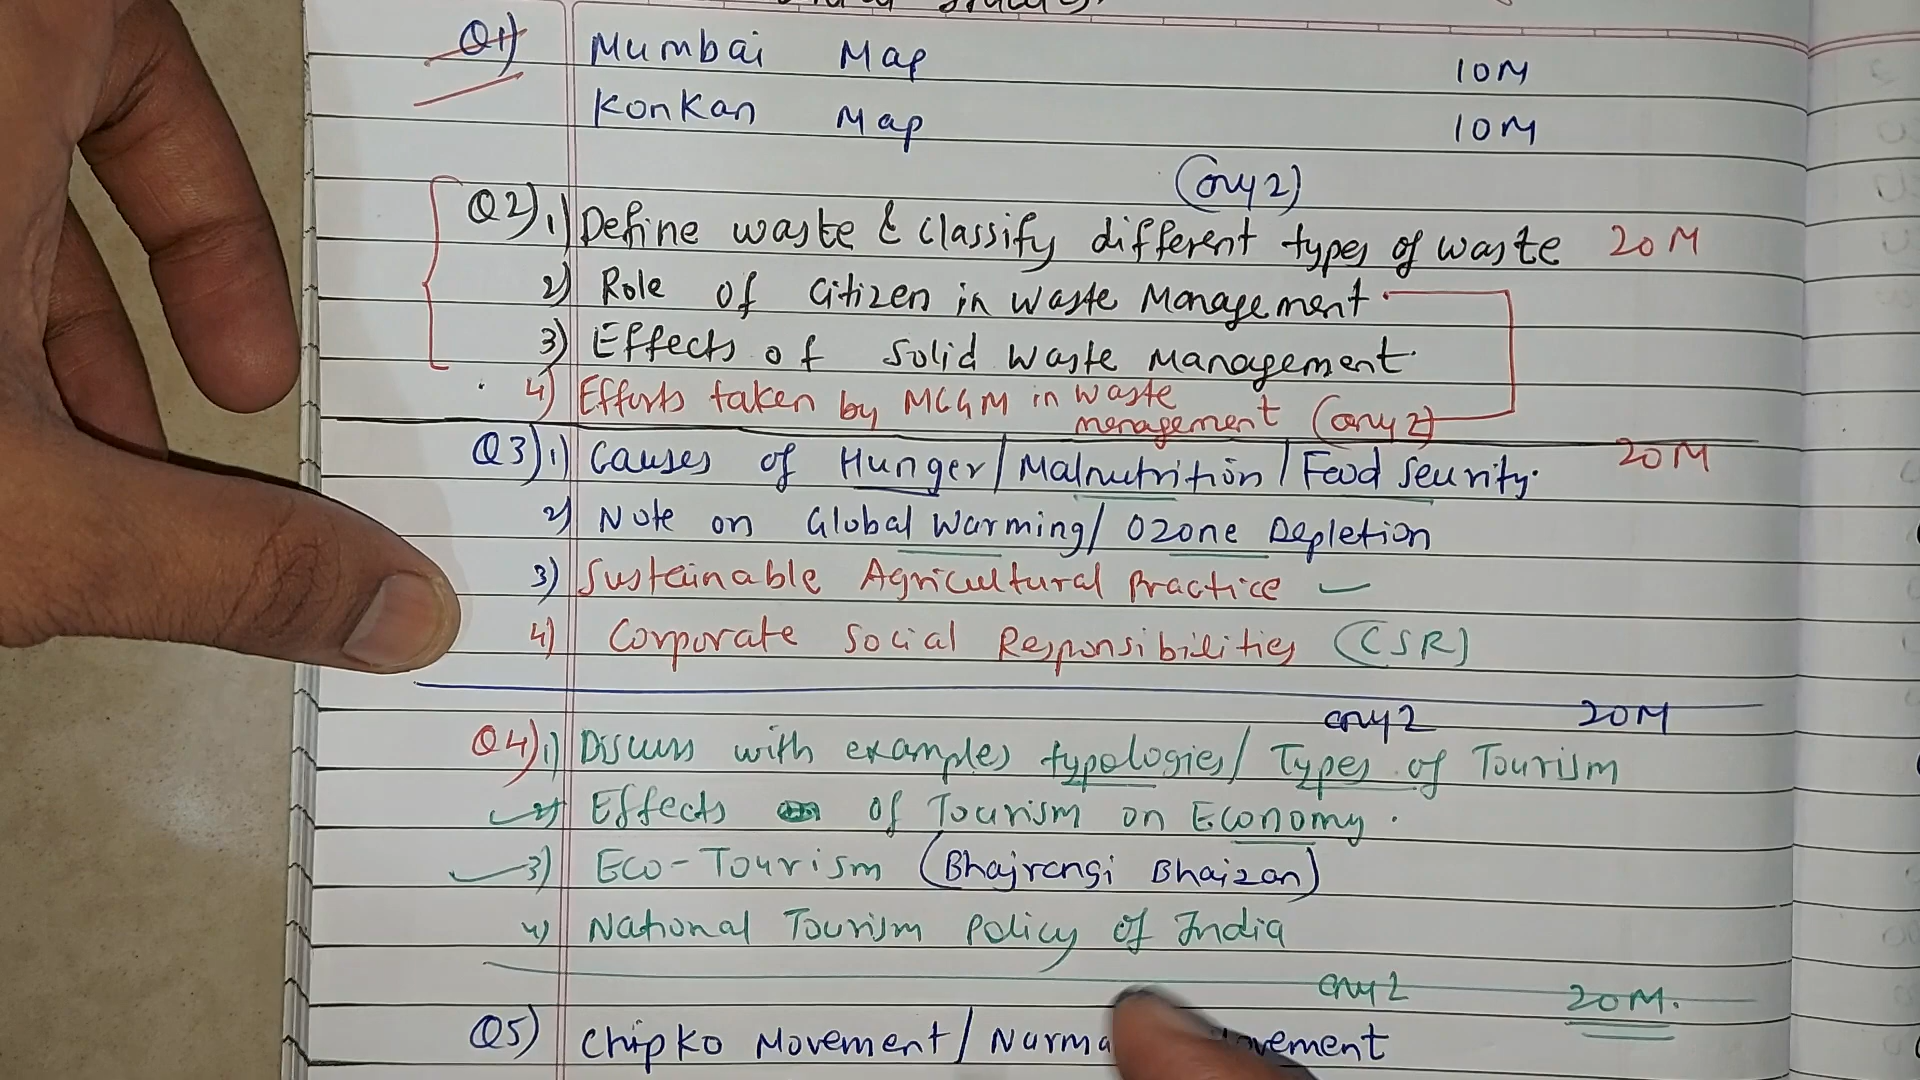 Q1) Mumbai Map 10M
Konkan Map 10M
(any 2)
Q2) 1) Define waste & classify different types of waste 20M
2) Role of citizen in waste Management.
3) Effects of solid waste Management.
4) Efforts taken by MCGM in waste
management (any 2)
Q3) 1) Causes of Hunger/Malnutrition/Food Seurity. 20M
2) Note on Global Warming/Ozone Depletion
3) Sustainable Agricultural Practice
4) Corporate Social Responsibilities (CSR)
any 2 20M
Q4) 1) Discuss with examples typologies/Types of Tourism
2) Effects of Tourism on Economy.
3) Eco-Tourism (Bhajrangi Bhaizan)
4) National Tourism Policy of India
any 2 20M.
Q5) Chipko Movement/